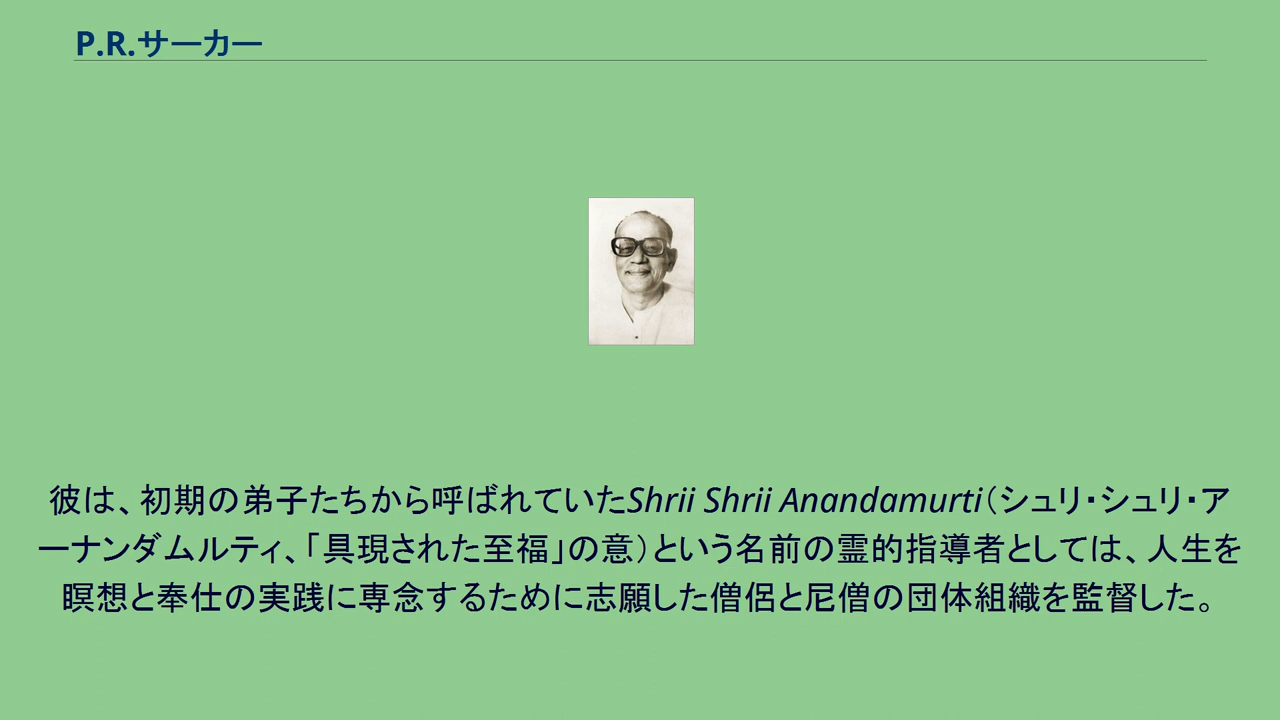 P.R.サーカー
彼は、初期の弟子たちから呼ばれていたShrii Shrii Anandamurti（シュリ・シュリ・ア
ーナンダムルティ、「具現された至福」の意）という名前の霊的指導者としては、人生を
瞑想と奉仕の実践に専念するために志願した僧侶と尼僧の団体組織を監督した。